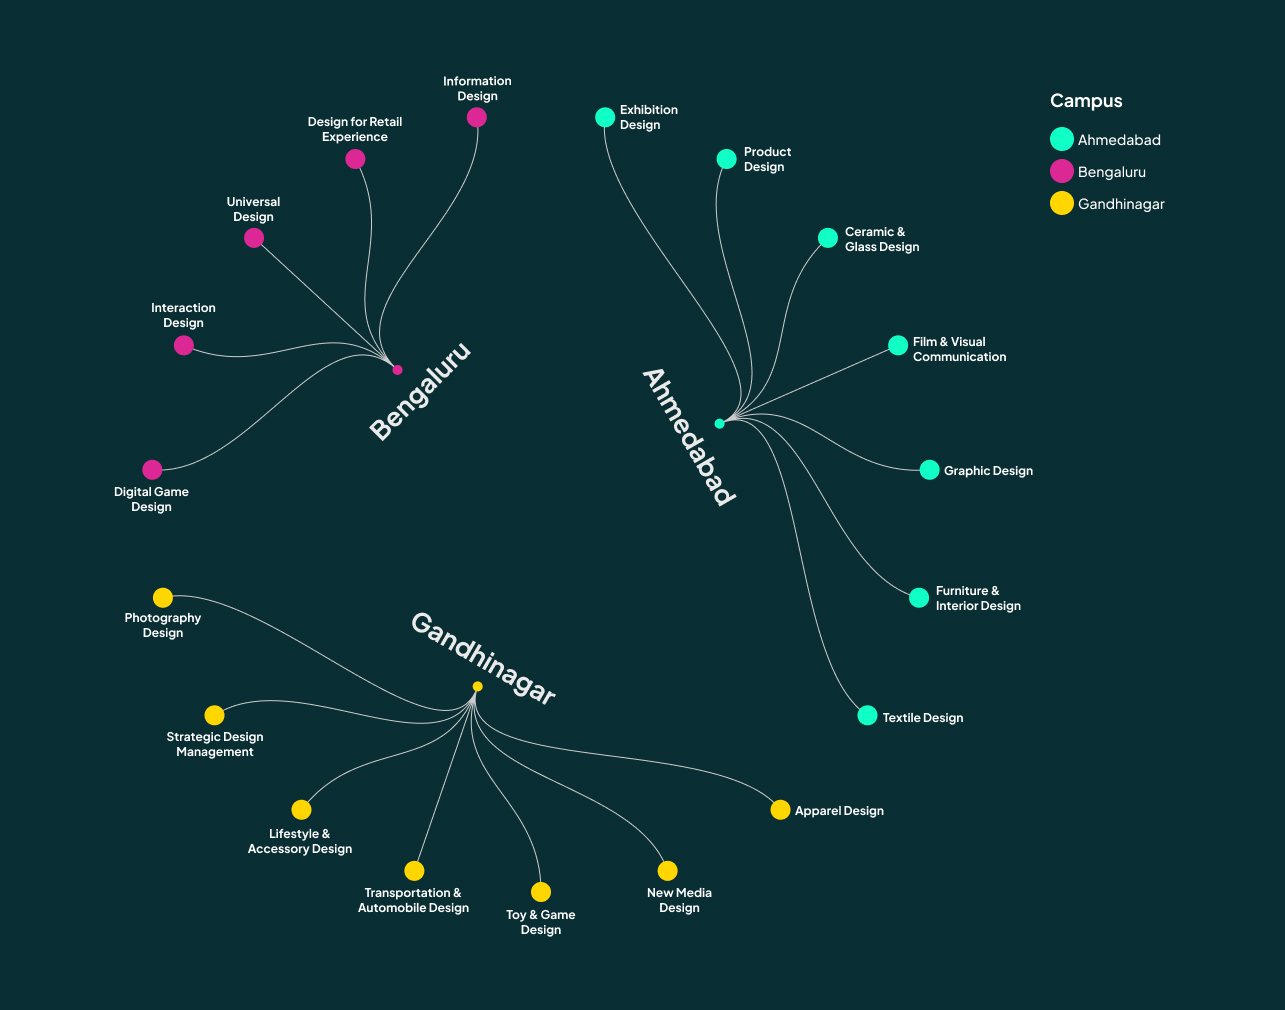 Information
Design
Design for Retail
Experience
Universal
Design
Interaction
Design
Digital Game
Design
Bengaluru
Exhibition
Design
Product
Design
Ceramic &
Glass Design
Film & Visual
Communication
Graphic Design
Furniture &
Interior Design
Textile Design
Ahmedabad
Campus
Ahmedabad
Bengaluru
Gandhinagar
Gandhinagar
Photography
Design
Strategic Design
Management
Lifestyle &
Accessory Design
Transportation &
Automobile Design
Toy & Game
Design
New Media
Design
Apparel Design